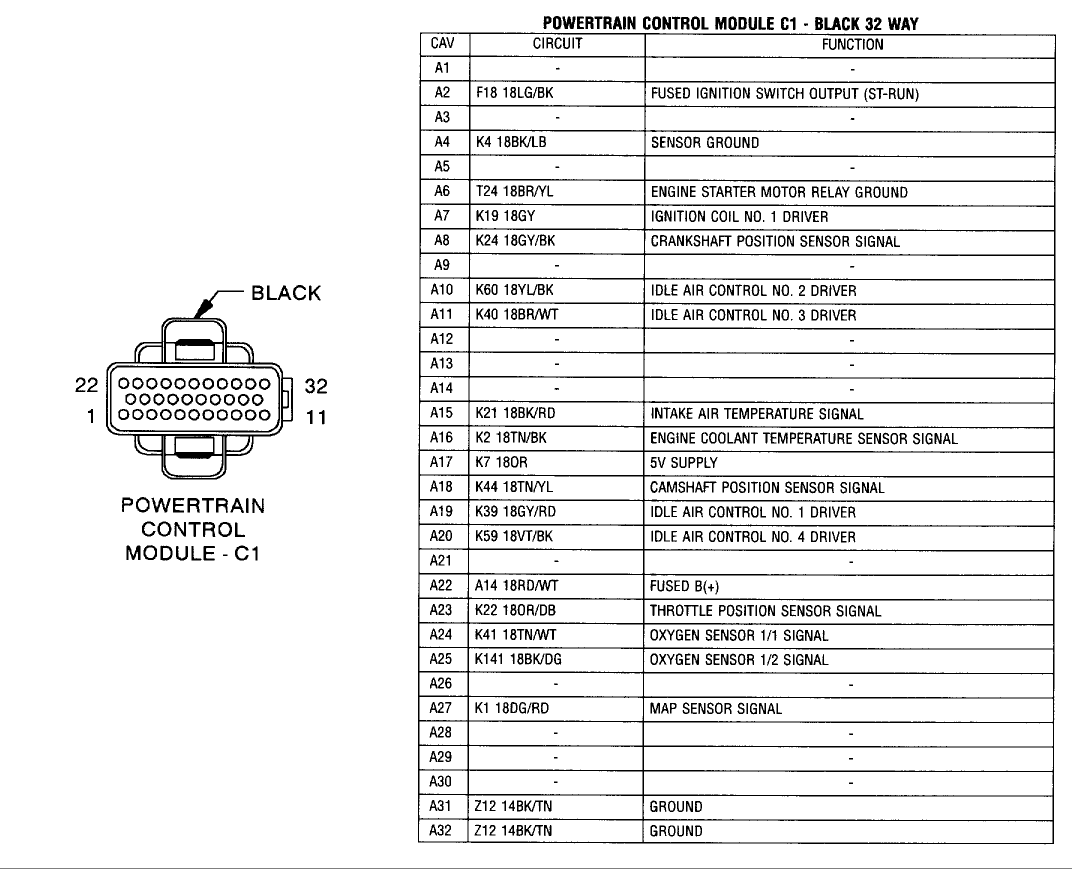 POWERTRAIN CONTROL MODULE C1 - BLACK 32 WAY
CAV CIRCUIT FUNCTION
A1 - -
A2 F18 18LG/BK FUSED IGNITION SWITCH OUTPUT (ST-RUN)
A3 - -
A4 K4 18BK/LB SENSOR GROUND
A5 - -
A6 T24 18BR/YL ENGINE STARTER MOTOR RELAY GROUND
A7 K19 18GY IGNITION COIL NO. 1 DRIVER
A8 K24 18GY/BK CRANKSHAFT POSITION SENSOR SIGNAL
A9 - -
A10 K60 18YL/BK IDLE AIR CONTROL NO. 2 DRIVER
A11 K40 18BR/WT IDLE AIR CONTROL NO. 3 DRIVER
A12 - -
A13 - -
A14 - -
A15 K21 18BK/RD INTAKE AIR TEMPERATURE SIGNAL
A16 K2 18TN/BK ENGINE COOLANT TEMPERATURE SENSOR SIGNAL
A17 K7 18OR 5V SUPPLY
A18 K44 18TN/YL CAMSHAFT POSITION SENSOR SIGNAL
A19 K39 18GY/RD IDLE AIR CONTROL NO. 1 DRIVER
A20 K59 18VT/BK IDLE AIR CONTROL NO. 4 DRIVER
A21 - -
A22 A14 18RD/WT FUSED B(+)
A23 K22 18OR/DB THROTTLE POSITION SENSOR SIGNAL
A24 K41 18TN/WT OXYGEN SENSOR 1/1 SIGNAL
A25 K141 18BK/DG OXYGEN SENSOR 1/2 SIGNAL
A26 - -
A27 K1 18DG/RD MAP SENSOR SIGNAL
A28 - -
A29 - -
A30 - -
A31 Z12 14BK/TN GROUND
A32 Z12 14BK/TN GROUND
BLACK
22 32
1 11
POWERTRAIN
CONTROL
MODULE - C1